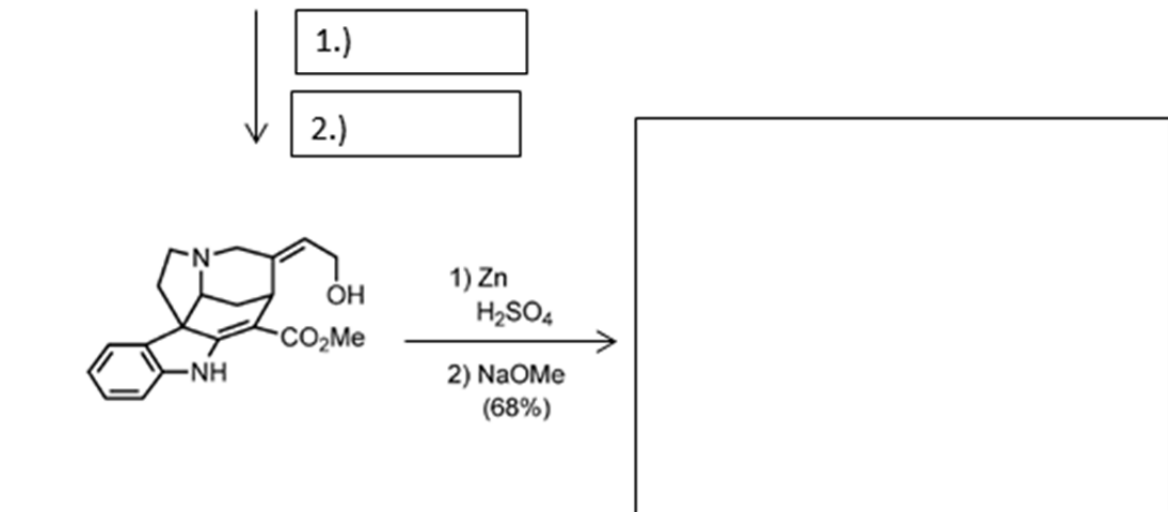 1.)
2.)
N
OH
CO₂Me
NH
1) Zn
H₂SO₄
2) NaOMe
(68%)